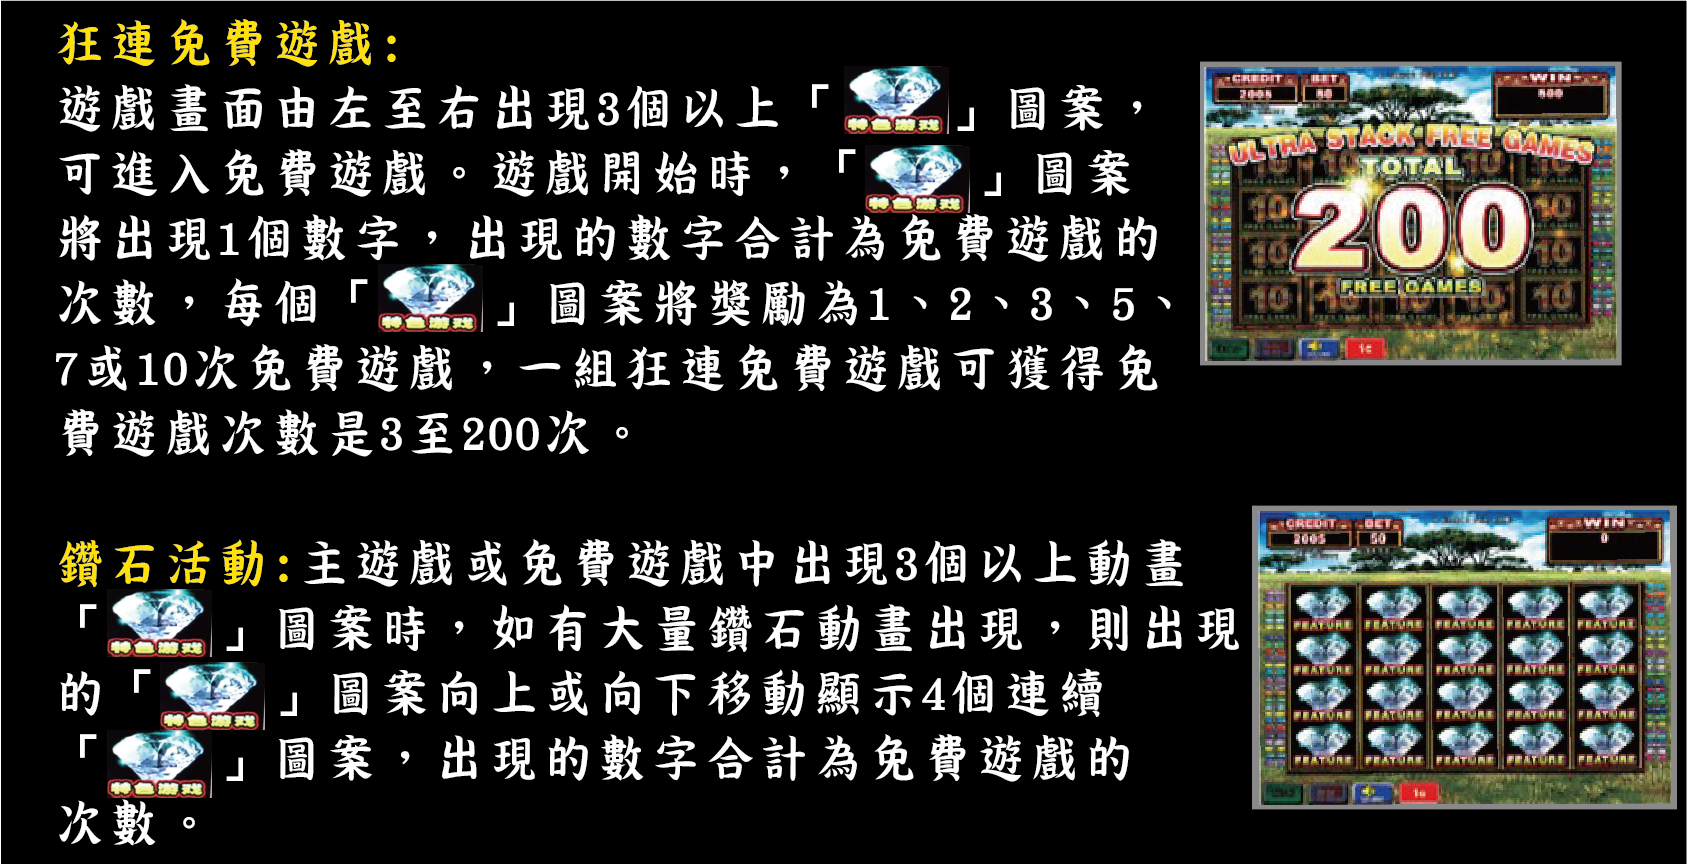 狂連免費遊戲:
遊戲畫面由左至右出現3個以上「特色游戏」圖案，
可進入免費遊戲。遊戲開始時，「特色游戏」圖案
將出現1個數字，出現的數字合計為免費遊戲的
次數，每個「特色游戏」圖案將獎勵為1、2、3、5、
7或10次免費遊戲，一組狂連免費遊戲可獲得免
費遊戲次數是3至200次。
CREDIT BET WIN
2005 50 500
ULTRA STACK FREE GAMES
TOTAL
200
FREE GAMES
10 10 10
10 10
10 10
10 10 10 10 10
1¢
鑽石活動:主遊戲或免費遊戲中出現3個以上動畫
「特色游戏」圖案時，如有大量鑽石動畫出現，則出現
的「特色游戏」圖案向上或向下移動顯示4個連續
「特色游戏」圖案，出現的數字合計為免費遊戲的
次數。
CREDIT BET WIN
2005 50 0
FEATURE FEATURE FEATURE FEATURE FEATURE
FEATURE FEATURE FEATURE FEATURE FEATURE
FEATURE FEATURE FEATURE FEATURE FEATURE
FEATURE FEATURE FEATURE FEATURE FEATURE
1¢